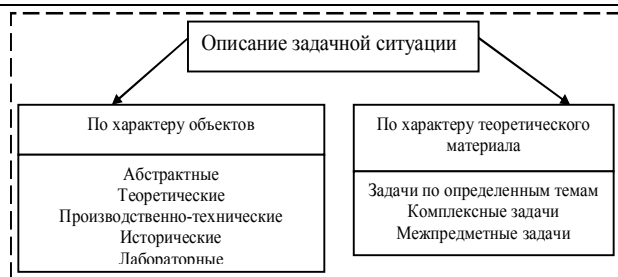 Описание задачной ситуации
По характеру объектов
Абстрактные
Теоретические
Производственно-технические
Исторические
Лабораторные
По характеру теоретического
материала
Задачи по определенным темам
Комплексные задачи
Межпредметные задачи